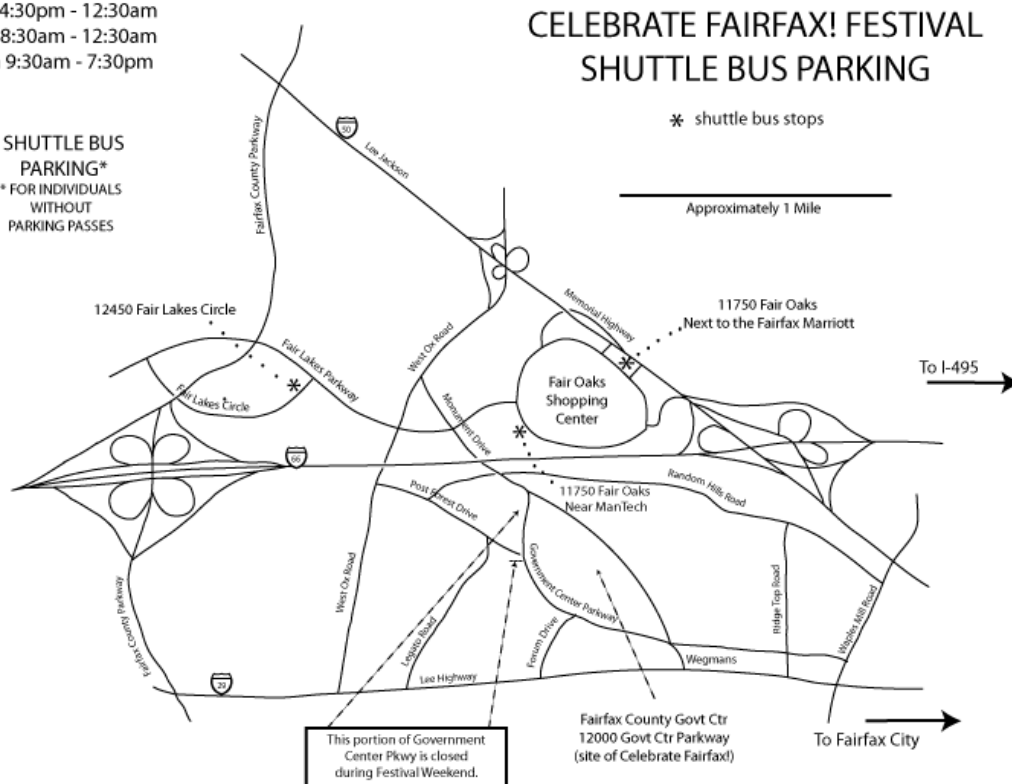 4:30pm - 12:30am
8:30am - 12:30am
9:30am - 7:30pm
CELEBRATE FAIRFAX! FESTIVAL
SHUTTLE BUS PARKING
* shuttle bus stops
Approximately 1 Mile
SHUTTLE BUS
PARKING*
* FOR INDIVIDUALS
WITHOUT
PARKING PASSES
Fairfax County Parkway
50
Lee Jackson
Memorial Highway
12450 Fair Lakes Circle
11750 Fair Oaks
Next to the Fairfax Marriott
To I-495
West Ox Road
Fair Lakes Parkway
Fair Lakes Circle
Fair Oaks
Shopping
Center
Monument Drive
66
Random Hills Road
Post Forest Drive
11750 Fair Oaks
Near ManTech
Government Center Parkway
West Ox Road
Fairfax County Parkway
Legato Road
Forum Drive
Ridge Top Road
Waples Mill Road
Wegmans
Lee Highway
29
This portion of Government
Center Pkwy is closed
during Festival Weekend.
Fairfax County Govt Ctr
12000 Govt Ctr Parkway
(site of Celebrate Fairfax!)
To Fairfax City